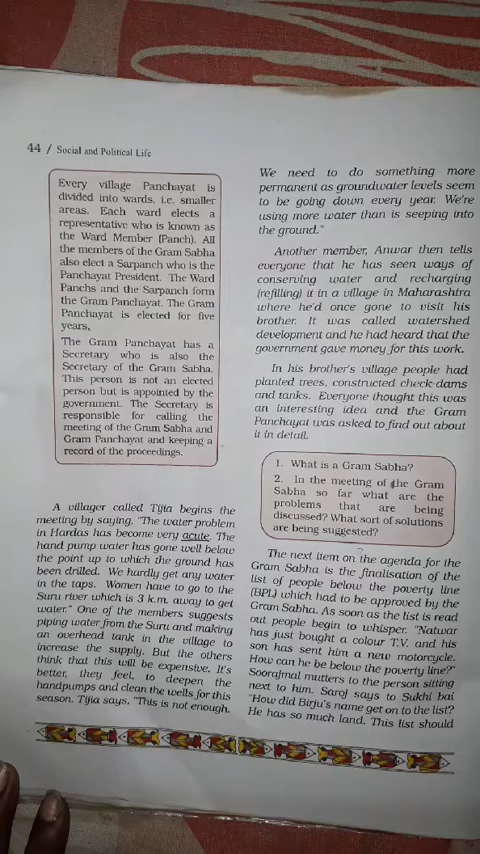 44 / Social and Political Life
Every village Panchayat is
divided into wards, i.e. smaller
areas. Each ward elects a
representative who is known as
the Ward Member (Panch). All
the members of the Gram Sabha
also elect a Sarpanch who is the
Panchayat President. The Ward
Panchs and the Sarpanch form
the Gram Panchayat. The Gram
Panchayat is elected for five
years.
The Gram Panchayat has a
Secretary who is also the
Secretary of the Gram Sabha.
This person is not an elected
person but is appointed by the
government. The Secretary is
responsible for calling the
meeting of the Gram Sabha and
Gram Panchayat and keeping a
record of the proceedings.
A villager called Tijia begins the
meeting by saying, "The water problem
in Hardas has become very acute. The
hand pump water has gone well below
the point up to which the ground has
been drilled. We hardly get any water
in the taps. Women have to go to the
Suru river which is 3 k.m. away to get
water." One of the members suggests
piping water from the Suru and making
an overhead tank in the village to
increase the supply. But the others
think that this will be expensive. It's
better, they feel, to deepen the
handpumps and clean the wells for this
season. Tijia says, "This is not enough.
We need to do something more
permanent as groundwater levels seem
to be going down every year. We're
using more water than is seeping into
the ground."
Another member, Anwar then tells
everyone that he has seen ways of
conserving water and recharging
(refilling) it in a village in Maharashtra
where he'd once gone to visit his
brother. It was called watershed
development and he had heard that the
government gave money for this work.
In his brother's village people had
planted trees, constructed check-dams
and tanks. Everyone thought this was
an interesting idea and the Gram
Panchayat was asked to find out about
it in detail.
1. What is a Gram Sabha?
2. In the meeting of the Gram
Sabha so far what are the
problems that are being
discussed? What sort of solutions
are being suggested?
The next item on the agenda for the
Gram Sabha is the finalisation of the
list of people below the poverty line
(BPL) which had to be approved by the
Gram Sabha. As soon as the list is read
out people begin to whisper. "Natwar
has just bought a colour T.V. and his
son has sent him a new motorcycle.
How can he be below the poverty line?"
Soorajmal mutters to the person sitting
next to him. Saroj says to Sukhi bai
"How did Birju's name get on to the list?
He has so much land. This list should